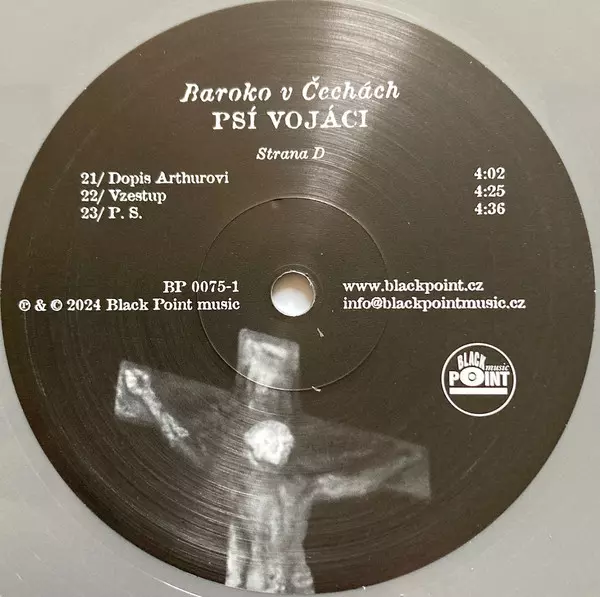 Baroko v Čechách
PSÍ VOJÁCI
Strana D
21/ Dopis Arthurovi 4:02
22/ Vzestup 4:25
23/ P. S. 4:36
BP 0075-1 www.blackpoint.cz
℗ & © 2024 Black Point music info@blackpointmusic.cz
BLACK
music
POINT